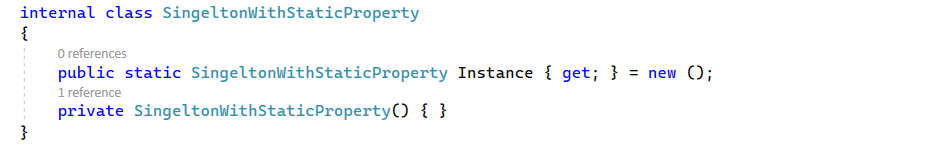 internal class SingeltonWithStaticProperty
{
0 references
public static SingeltonWithStaticProperty Instance { get; } = new ();
1 reference
private SingeltonWithStaticProperty() { }
}